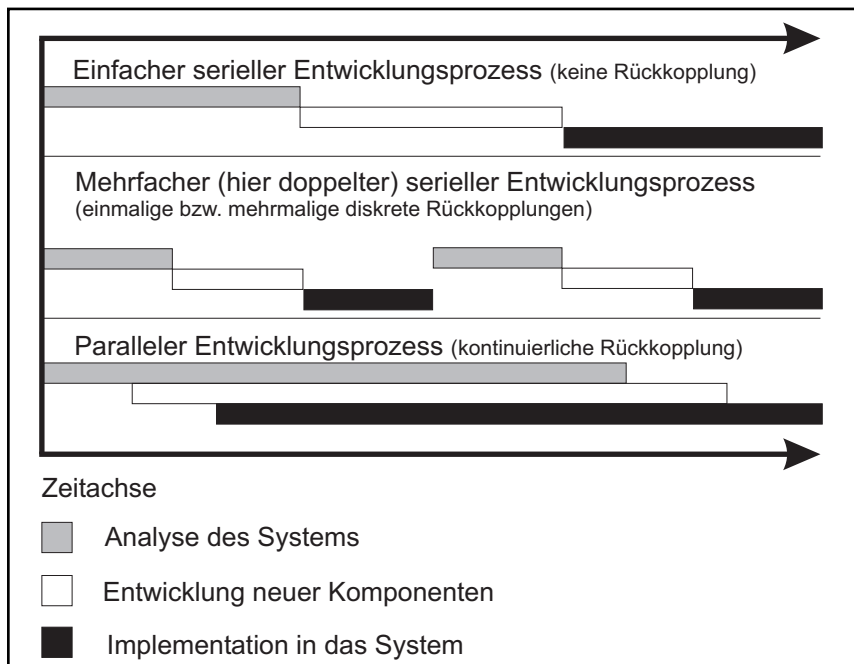 Einfacher serieller Entwicklungsprozess (keine Rückkopplung)
Mehrfacher (hier doppelter) serieller Entwicklungsprozess
(einmalige bzw. mehrmalige diskrete Rückkopplungen)
Paralleler Entwicklungsprozess (kontinuierliche Rückkopplung)
Zeitachse
Analyse des Systems
Entwicklung neuer Komponenten
Implementation in das System